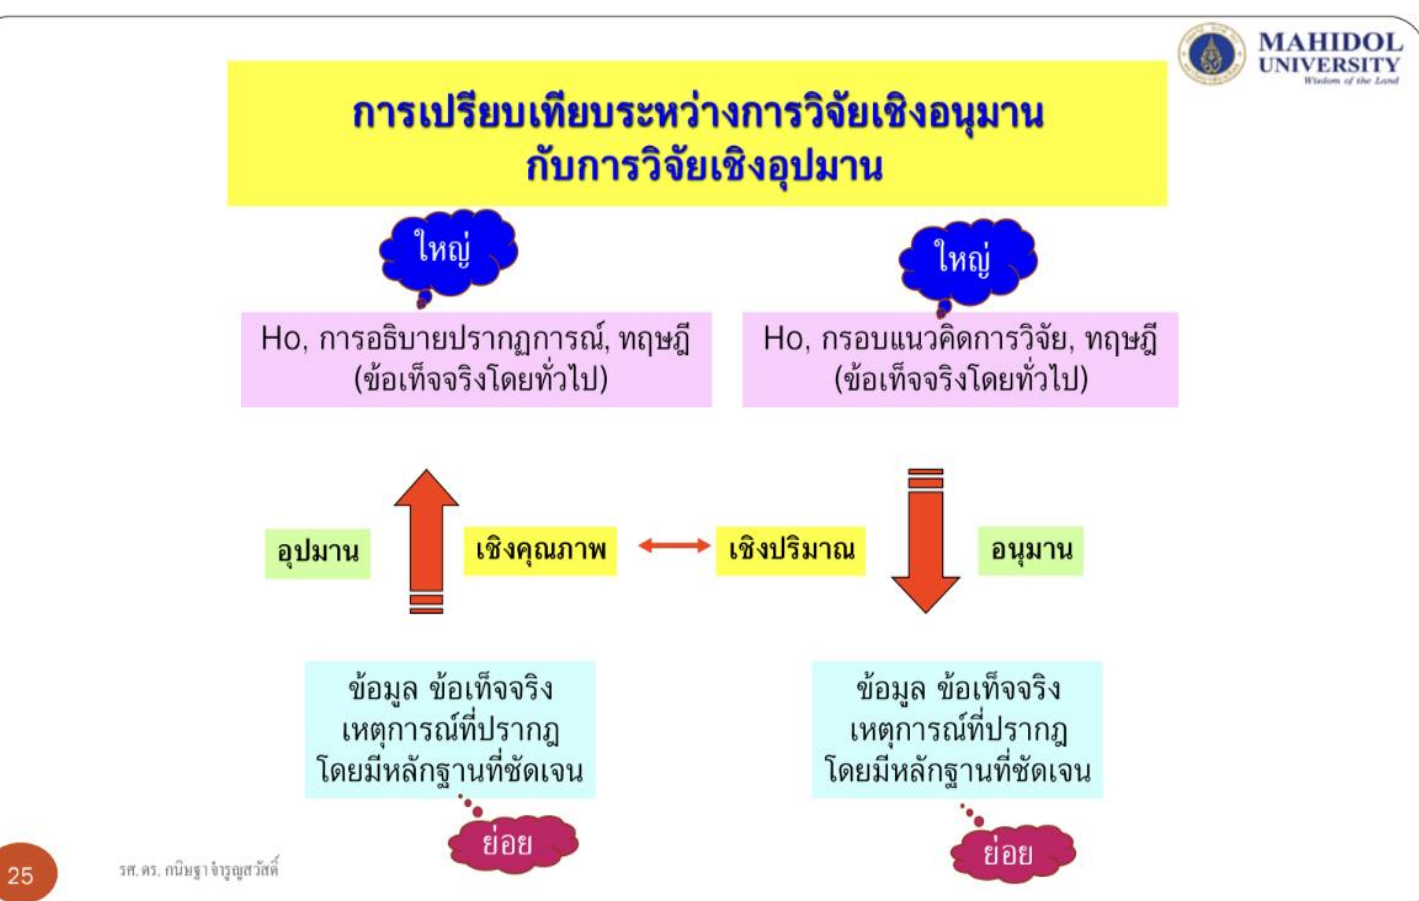 MAHIDOL
UNIVERSITY
Wisdom of the Land
การเปรียบเทียบระหว่างการวิจัยเชิงอนุมาน
กับการวิจัยเชิงอุปมาน
ใหญ่
ใหญ่
Ho, การอธิบายปรากฏการณ์, ทฤษฎี
(ข้อเท็จจริงโดยทั่วไป)
Ho, กรอบแนวคิดการวิจัย, ทฤษฎี
(ข้อเท็จจริงโดยทั่วไป)
อุปมาน
เชิงคุณภาพ
เชิงปริมาณ
อนุมาน
ข้อมูล ข้อเท็จจริง
เหตุการณ์ที่ปรากฎ
โดยมีหลักฐานที่ชัดเจน
ข้อมูล ข้อเท็จจริง
เหตุการณ์ที่ปรากฎ
โดยมีหลักฐานที่ชัดเจน
ย่อย
ย่อย
25
รศ. ดร. กนิษฐา จำรูญสวัสดิ์